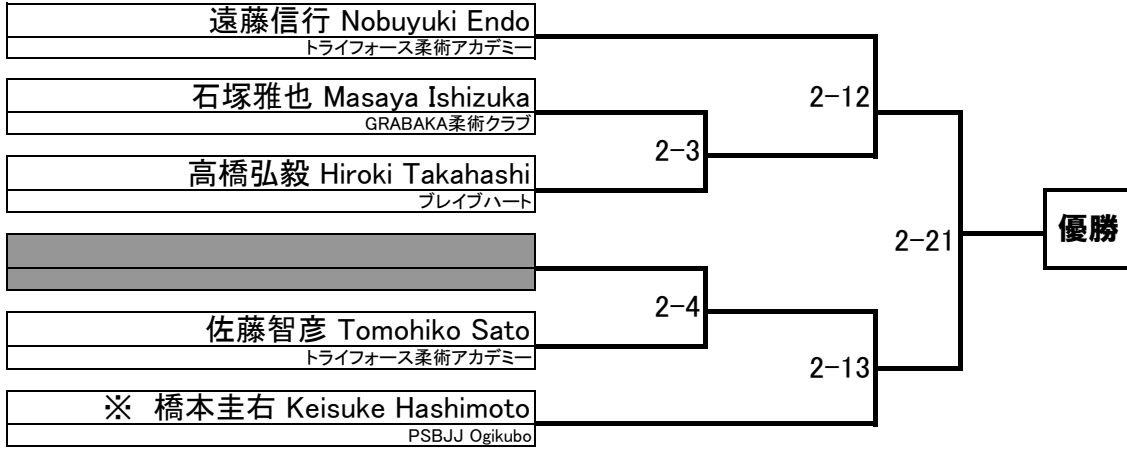 遠藤信行 Nobuyuki Endo
トライフォース柔術アカデミー
石塚雅也 Masaya Ishizuka
GRABAKA柔術クラブ
2-12
2-3
高橋弘毅 Hiroki Takahashi
ブレイブハート
優勝
2-21
2-4
佐藤智彦 Tomohiko Sato
トライフォース柔術アカデミー
2-13
※ 橋本圭右 Keisuke Hashimoto
PSBJJ Ogikubo